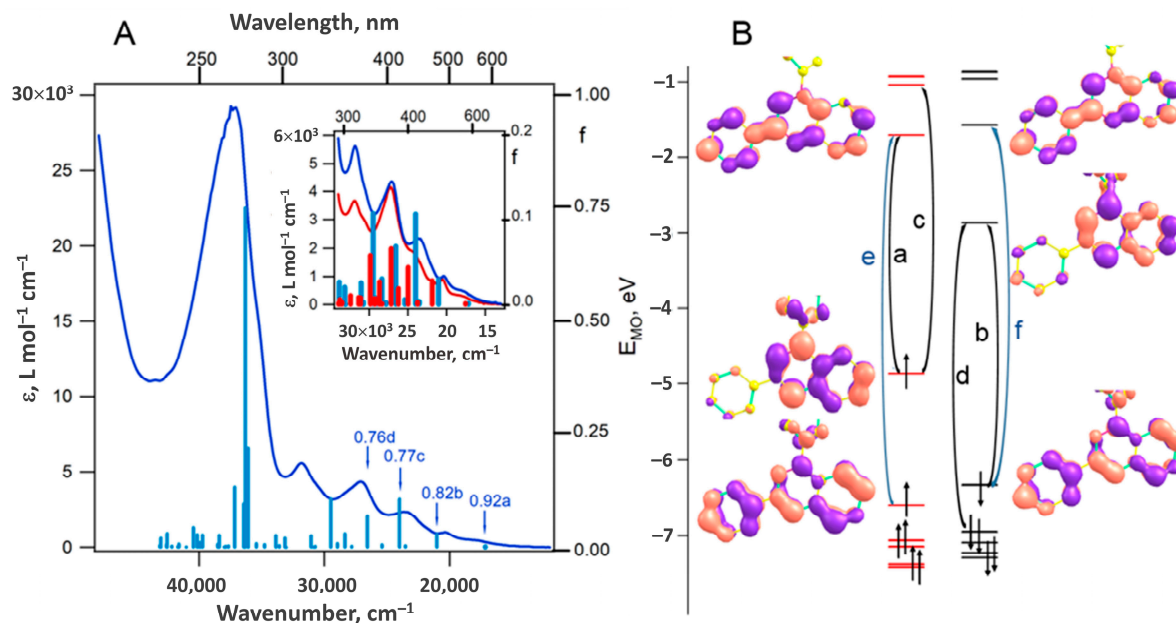 Wavelength, nm
A
250 300 400 500 600
30×10³
25
20
15
10
5
0
ε, L mol⁻¹ cm⁻¹
1.00
f
0.75
0.50
0.25
0.00
40,000 30,000 20,000
Wavenumber, cm⁻¹
0.76d
0.77c
0.82b
0.92a
300 400 600
6×10³
5
4
3
2
1
0
ε, L mol⁻¹ cm⁻¹
0.2
f
0.1
0.0
30×10³ 25 20 15
Wavenumber, cm⁻¹
B
−1
−2
−3
−4
−5
−6
−7
E_MO, eV
c
e a
b f
d